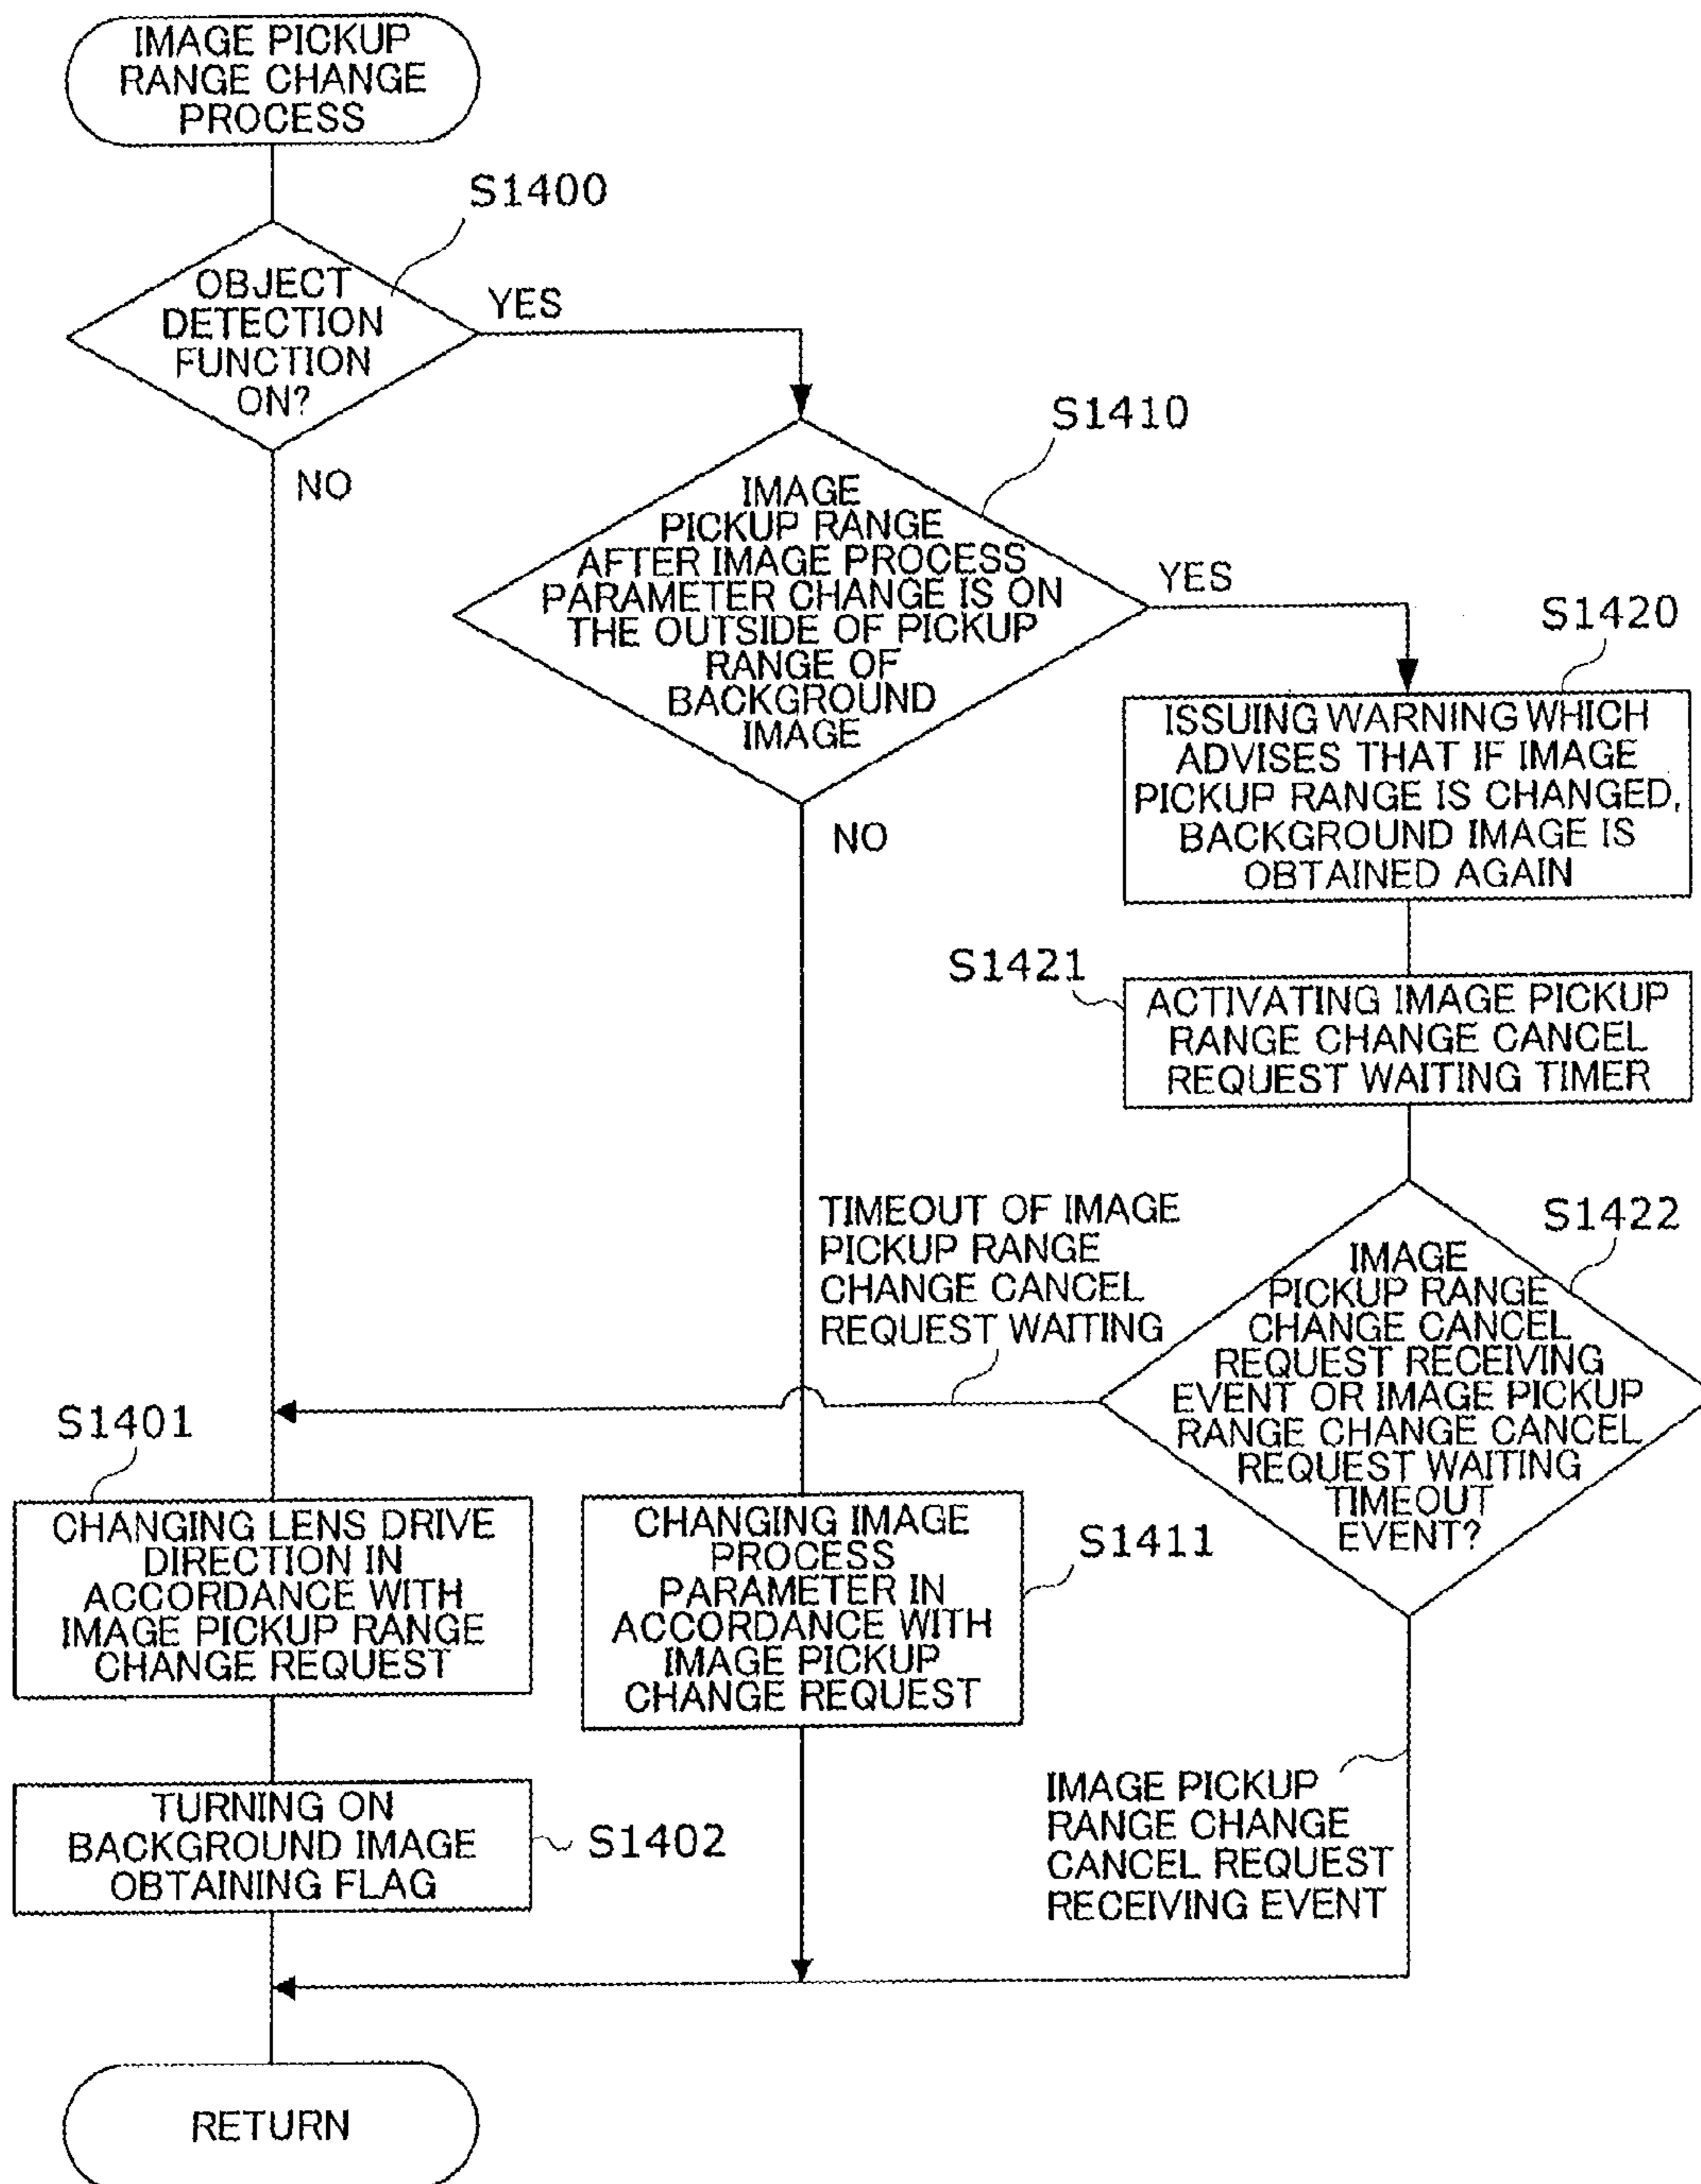 IMAGE PICKUP
RANGE CHANGE
PROCESS
S1400
OBJECT
DETECTION
FUNCTION
ON?
YES
NO
S1410
IMAGE
PICKUP RANGE
AFTER IMAGE PROCESS
PARAMETER CHANGE IS ON
THE OUTSIDE OF PICKUP
RANGE OF
BACKGROUND
IMAGE
YES
NO
S1420
ISSUING WARNING WHICH
ADVISES THAT IF IMAGE
PICKUP RANGE IS CHANGED,
BACKGROUND IMAGE IS
OBTAINED AGAIN
S1421
ACTIVATING IMAGE PICKUP
RANGE CHANGE CANCEL
REQUEST WAITING TIMER
S1422
IMAGE
PICKUP RANGE
CHANGE CANCEL
REQUEST RECEIVING
EVENT OR IMAGE PICKUP
RANGE CHANGE CANCEL
REQUEST WAITING
TIMEOUT
EVENT?
TIMEOUT OF IMAGE
PICKUP RANGE
CHANGE CANCEL
REQUEST WAITING
S1401
CHANGING LENS DRIVE
DIRECTION IN
ACCORDANCE WITH
IMAGE PICKUP RANGE
CHANGE REQUEST
CHANGING IMAGE
PROCESS
PARAMETER IN
ACCORDANCE WITH
IMAGE PICKUP
CHANGE REQUEST
S1411
TURNING ON
BACKGROUND IMAGE
OBTAINING FLAG
S1402
IMAGE PICKUP
RANGE CHANGE
CANCEL REQUEST
RECEIVING EVENT
RETURN